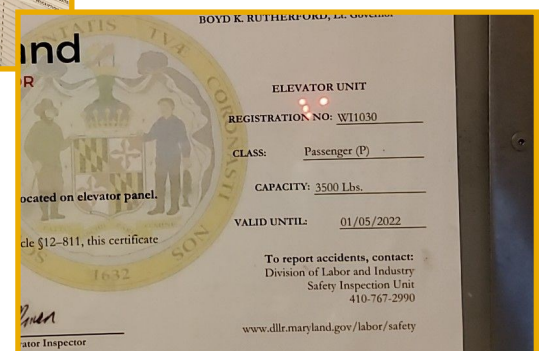 BOYD K. RUTHERFORD, Lt. Governor
and
OR
ELEVATOR UNIT
REGISTRATION NO: WI1030
CLASS: Passenger (P)
CAPACITY: 3500 Lbs.
ocated on elevator panel.
VALID UNTIL: 01/05/2022
cle §12–811, this certificate
To report accidents, contact:
Division of Labor and Industry
Safety Inspection Unit
410-767-2990
1632
www.dllr.maryland.gov/labor/safety
ator Inspector